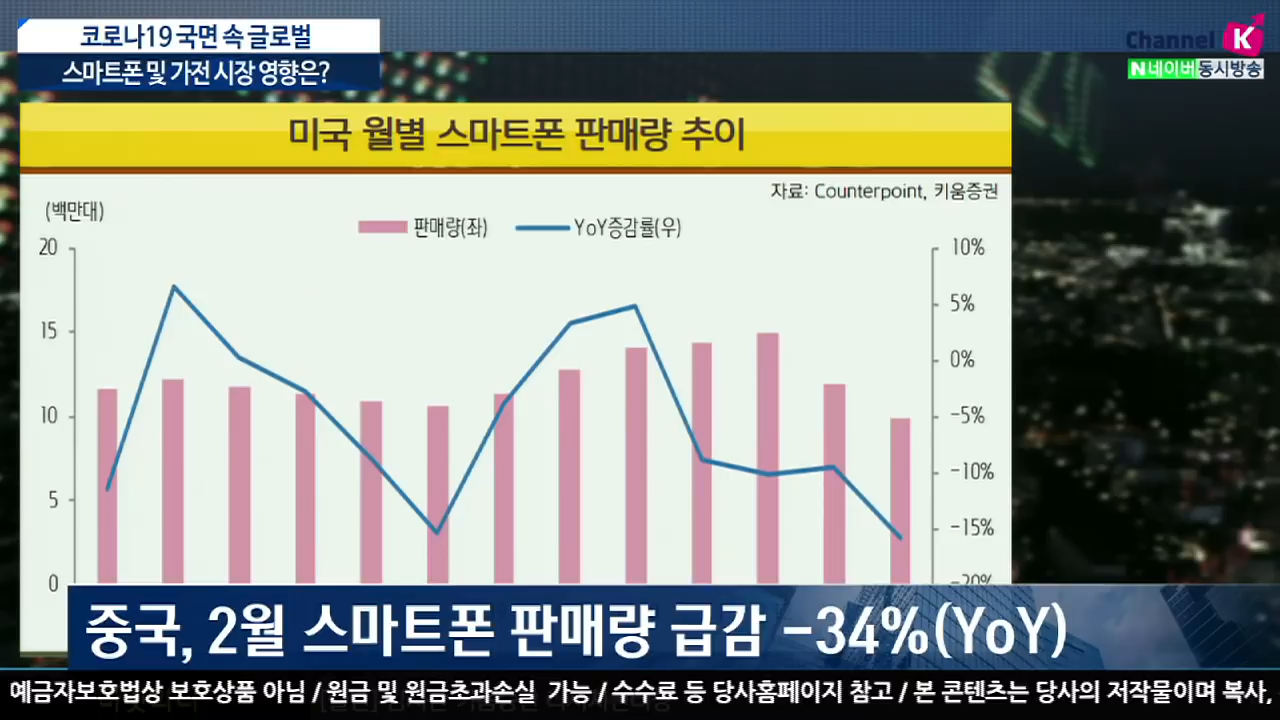 코로나19 국면 속 글로벌
스마트폰 및 가전 시장 영향은?
Channel K
N 네이버 동시방송
미국 월별 스마트폰 판매량 추이
자료: Counterpoint, 키움증권
(백만대)
판매량(좌) YoY증감률(우)
20 10%
5%
15
0%
10 -5%
-10%
5
-15%
0 -20%
중국, 2월 스마트폰 판매량 급감 -34%(YoY)
예금자보호법상 보호상품 아님 / 원금 및 원금초과손실 가능 / 수수료 등 당사홈페이지 참고 / 본 콘텐츠는 당사의 저작물이며 복사,